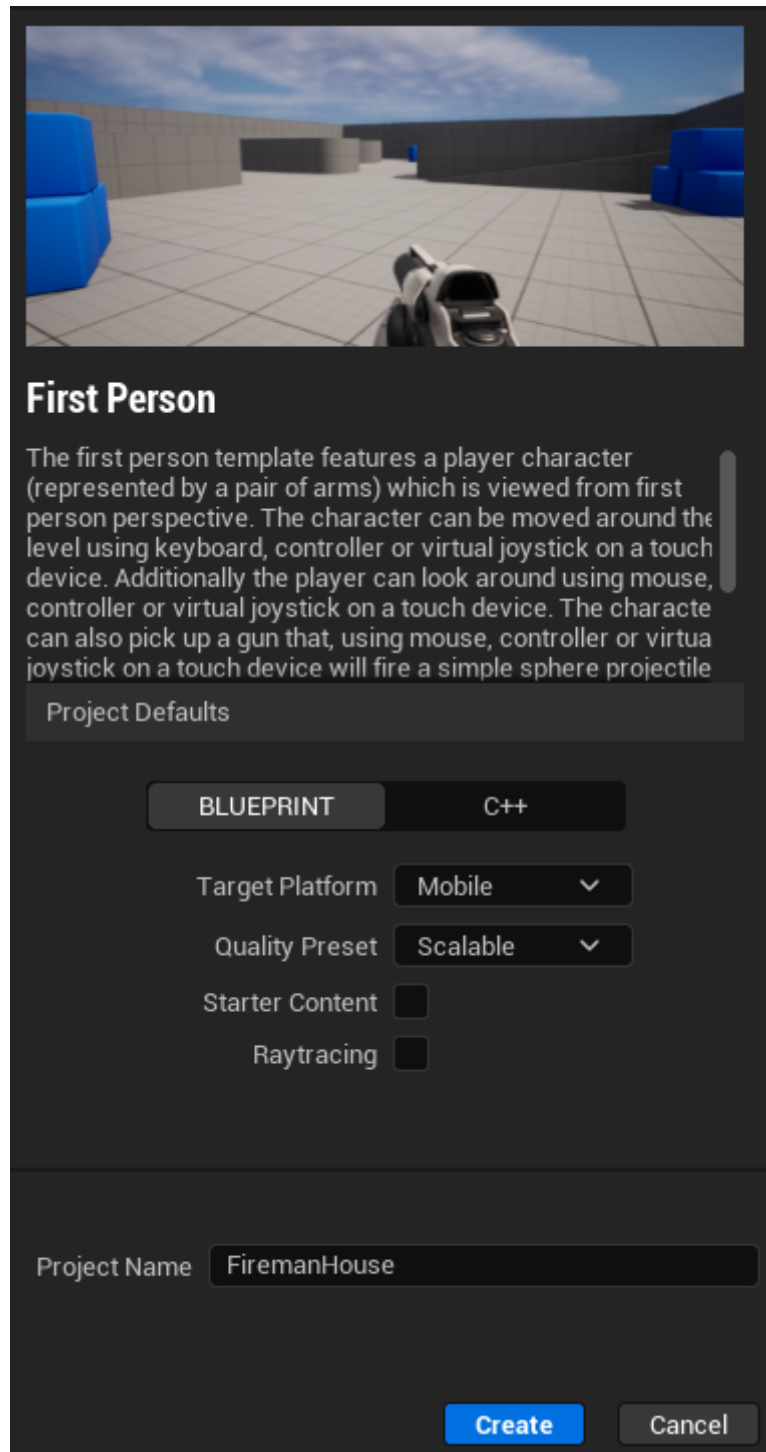 First Person
The first person template features a player character
(represented by a pair of arms) which is viewed from first
person perspective. The character can be moved around the
level using keyboard, controller or virtual joystick on a touch
device. Additionally the player can look around using mouse,
controller or virtual joystick on a touch device. The characte
can also pick up a gun that, using mouse, controller or virtua
joystick on a touch device will fire a simple sphere projectile
Project Defaults
BLUEPRINT C++
Target Platform Mobile
Quality Preset Scalable
Starter Content
Raytracing
Project Name FiremanHouse
Create Cancel